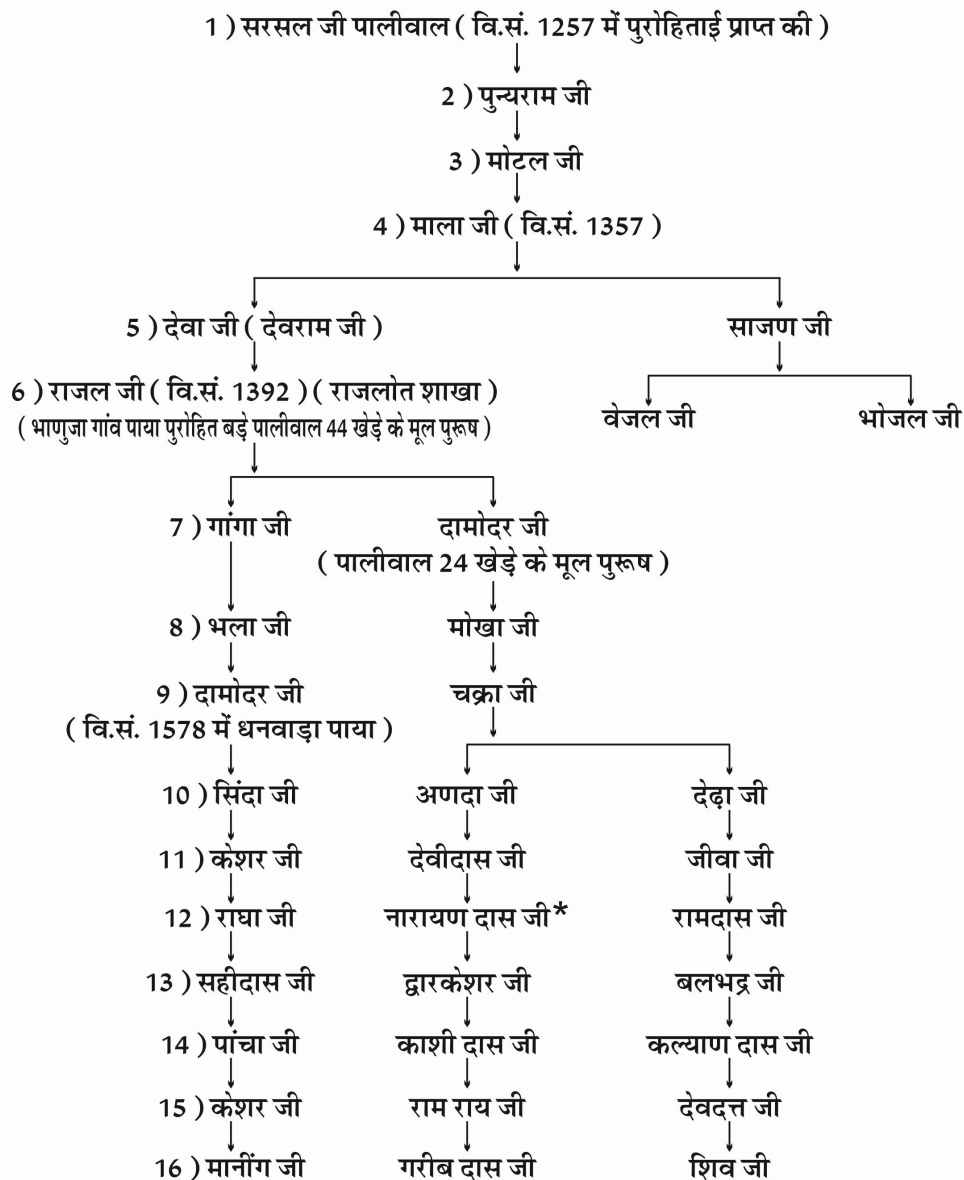 1 ) सरसल जी पालीवाल ( वि.सं. 1257 में पुरोहिताई प्राप्त की )
2 ) पुन्यराम जी
3 ) मोटल जी
4 ) माला जी ( वि.सं. 1357 )
5 ) देवा जी ( देवराम जी ) साजण जी
6 ) राजल जी ( वि.सं. 1392 ) ( राजलोत शाखा )
वेजल जी भोजल जी
( भाणुजा गांव पाया पुरोहित बड़े पालीवाल 44 खेड़े के मूल पुरूष )
7 ) गांगा जी दामोदर जी
( पालीवाल 24 खेड़े के मूल पुरूष )
8 ) भला जी मोखा जी
9 ) दामोदर जी चक्रा जी
( वि.सं. 1578 में धनवाड़ा पाया )
10 ) सिंदा जी अणदा जी देढ़ा जी
11 ) केशर जी देवीदास जी जीवा जी
12 ) राघा जी नारायण दास जी* रामदास जी
13 ) सहीदास जी द्वारकेशर जी बलभद्र जी
14 ) पांचा जी काशी दास जी कल्याण दास जी
15 ) केशर जी राम राय जी देवदत्त जी
16 ) मानींग जी गरीब दास जी शिव जी